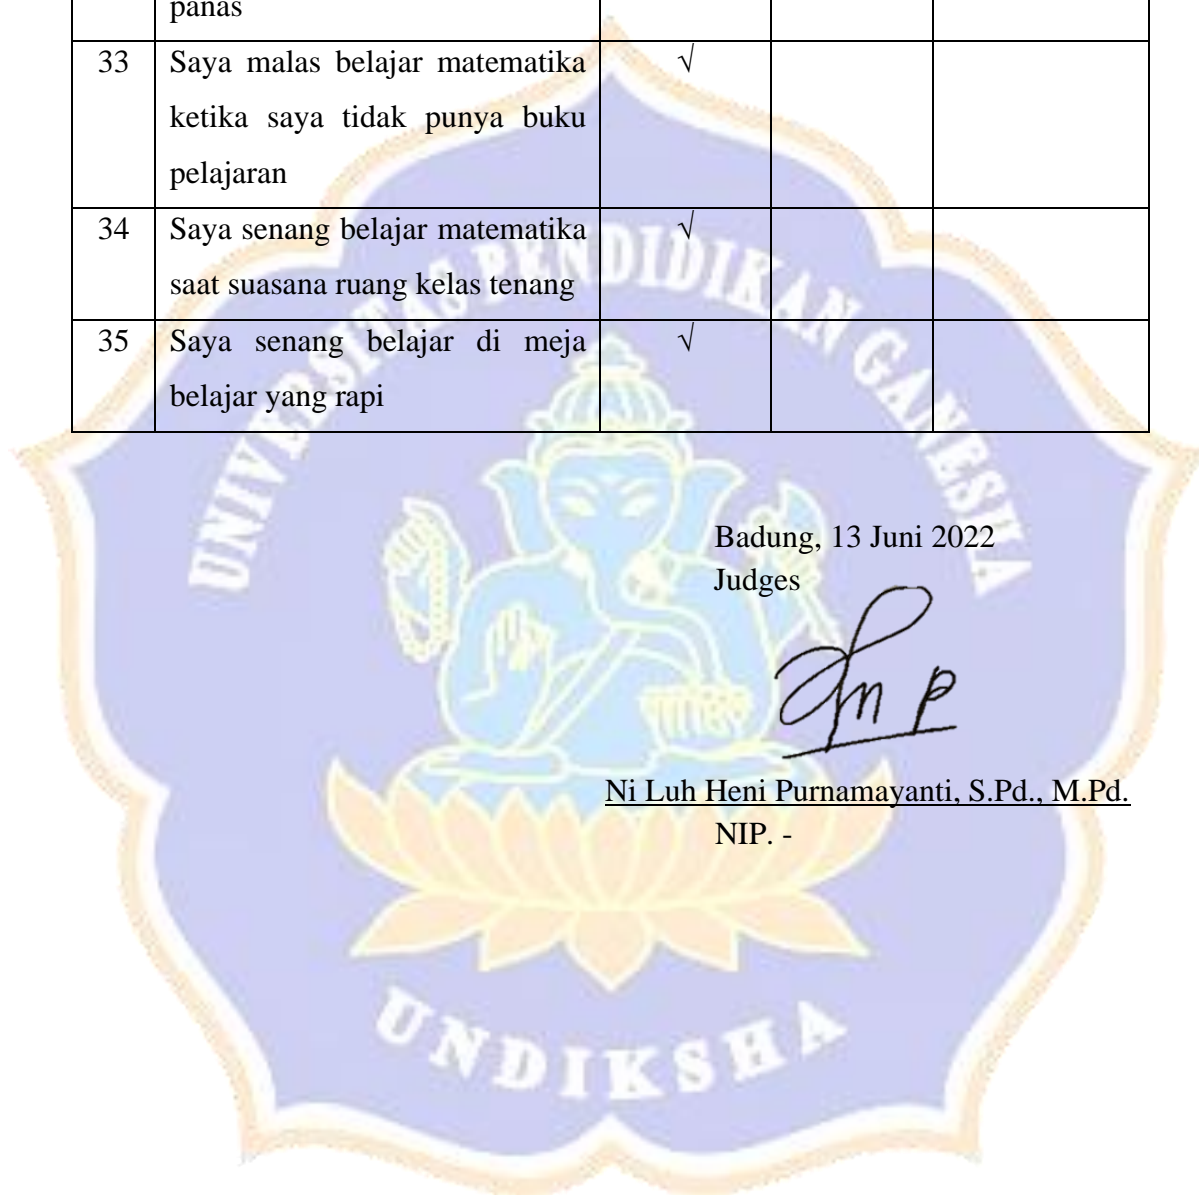 panas
33 Saya malas belajar matematika √
ketika saya tidak punya buku
pelajaran
34 Saya senang belajar matematika √
saat suasana ruang kelas tenang
35 Saya senang belajar di meja √
belajar yang rapi
UNIVERSITAS PENDIDIKAN GANESHA
Badung, 13 Juni 2022
Judges
Ni Luh Heni Purnamayanti, S.Pd., M.Pd.
NIP. -
UNDIKSHA